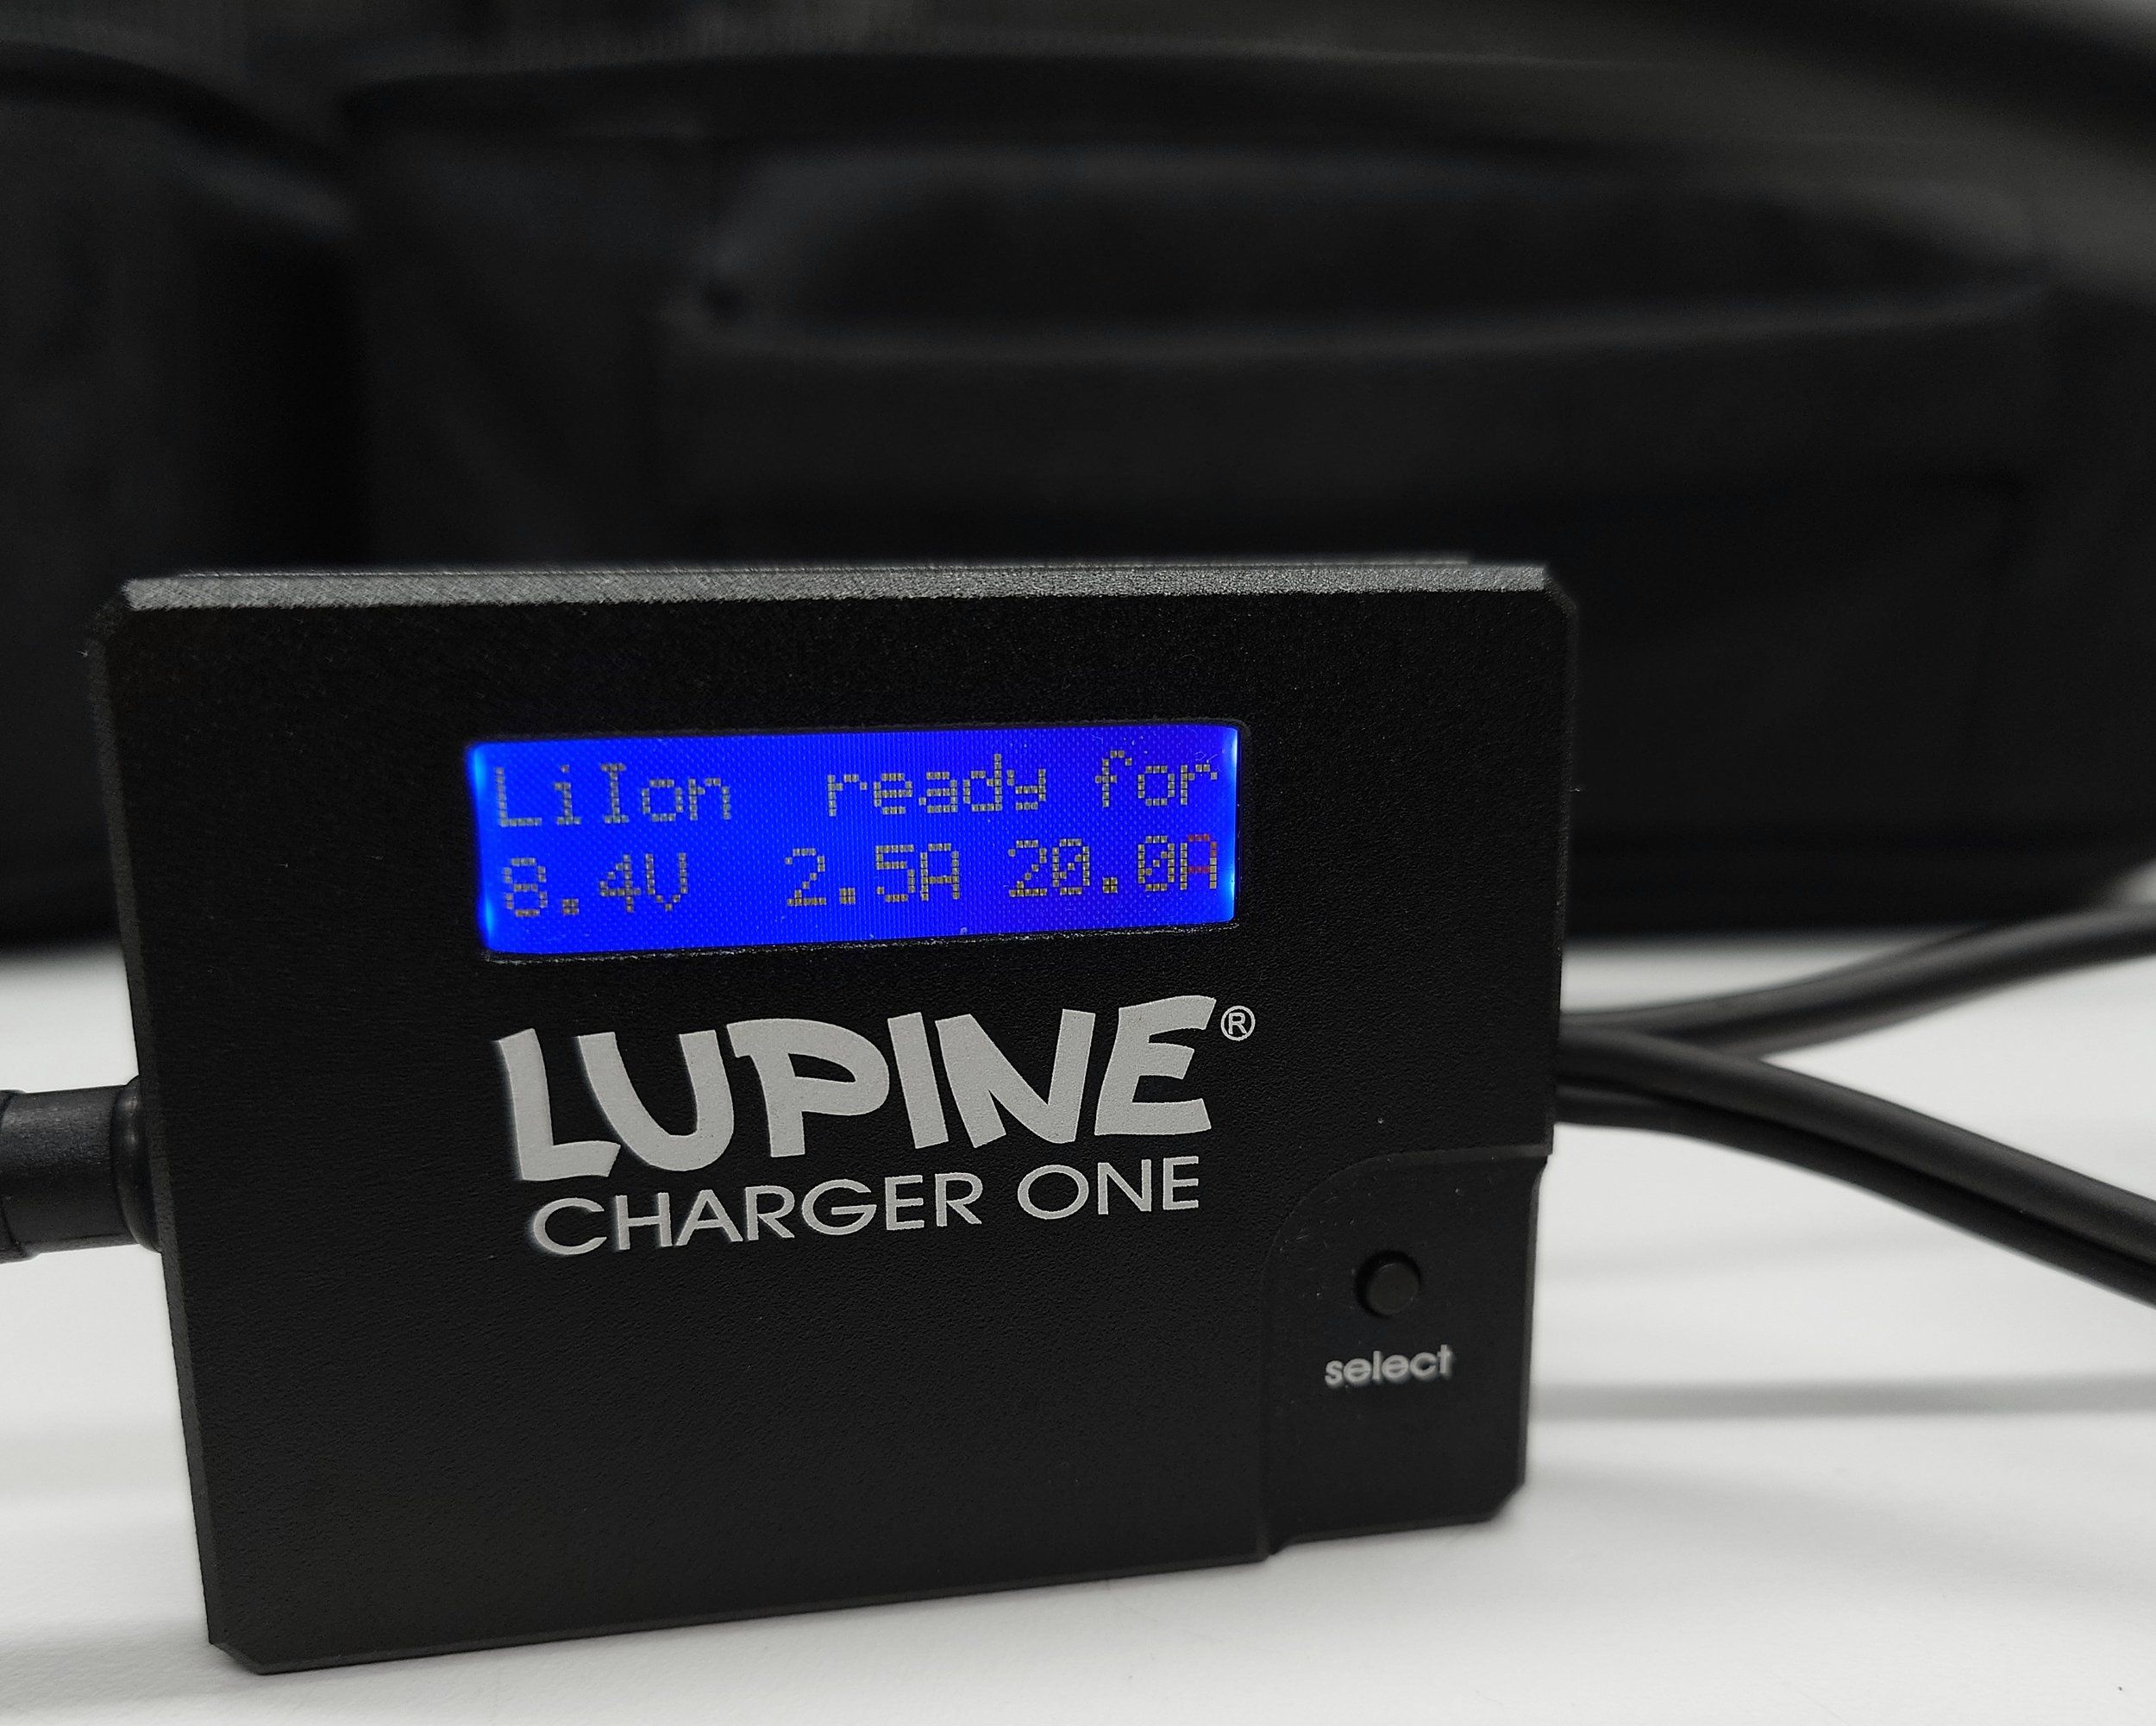 LiIon ready for
8.4V 2.5A 20.0A
LUPINE®
CHARGER ONE
select